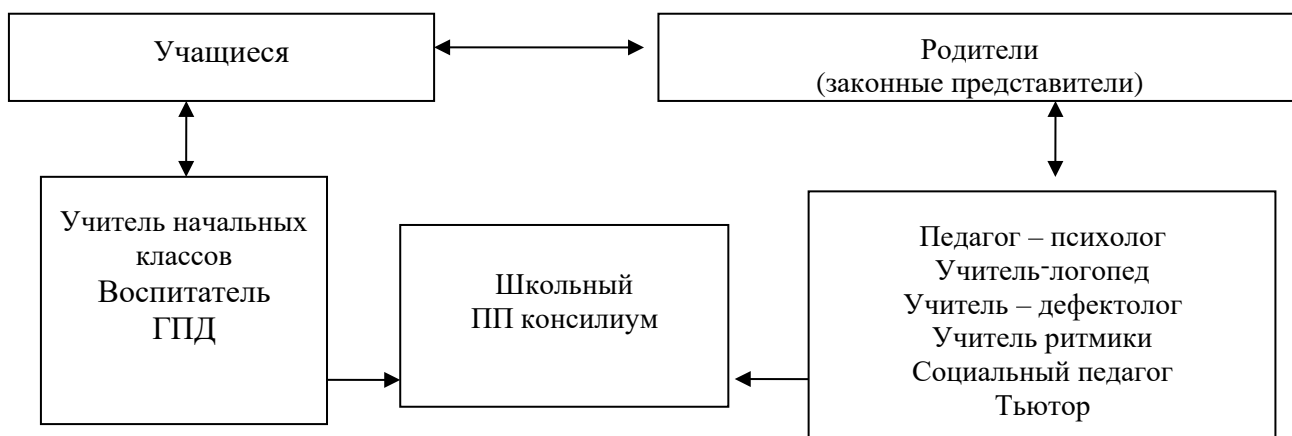 Учащиеся
Родители
(законные представители)
Учитель начальных
классов
Воспитатель
ГПД
Школьный
ПП консилиум
Педагог – психолог
Учитель-логопед
Учитель – дефектолог
Учитель ритмики
Социальный педагог
Тьютор